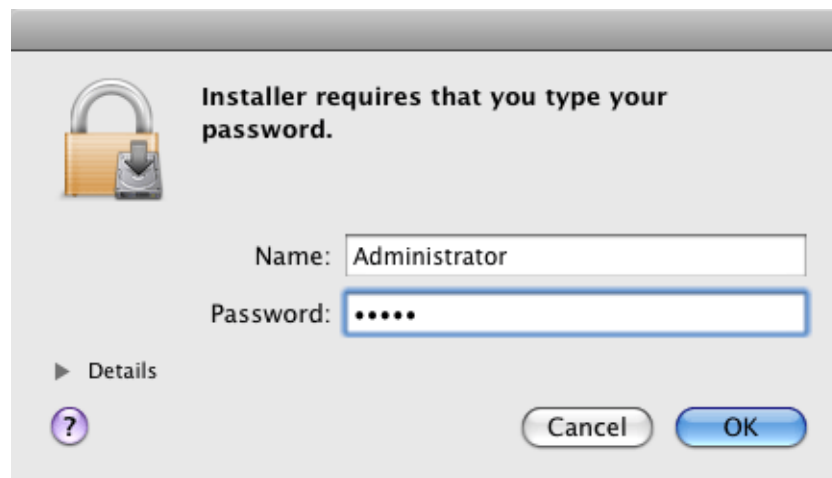 Installer requires that you type your
password.
Name: Administrator
Password: •••••
Details
?
Cancel
OK